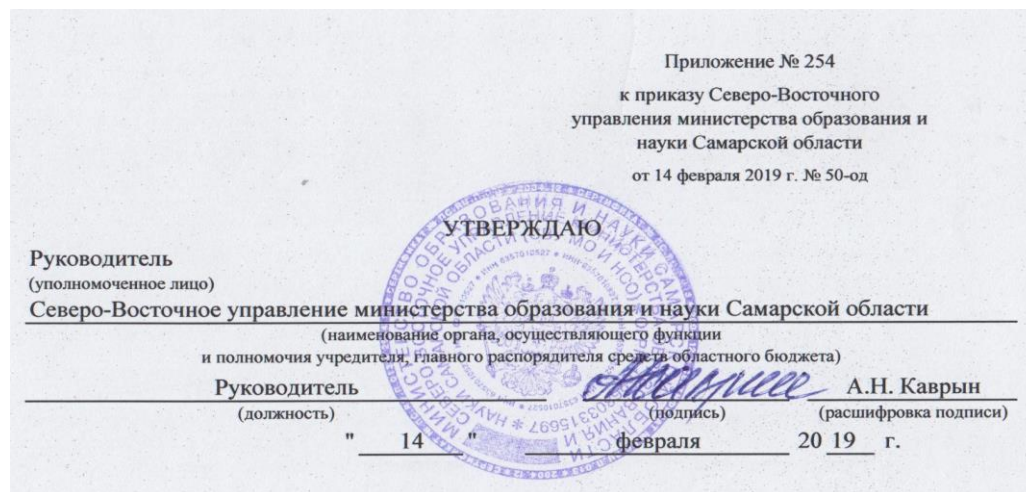 Приложение № 254
к приказу Северо-Восточного
управления министерства образования и
науки Самарской области
от 14 февраля 2019 г. № 50-од
УТВЕРЖДАЮ
Руководитель
(уполномоченное лицо)
Северо-Восточное управление министерства образования и науки Самарской области
(наименование органа, осуществляющего функции
и полномочия учредителя, главного распорядителя средств областного бюджета)
Руководитель А.Н. Каврын
(должность) (подпись) (расшифровка подписи)
" 14 " февраля 20 19 г.